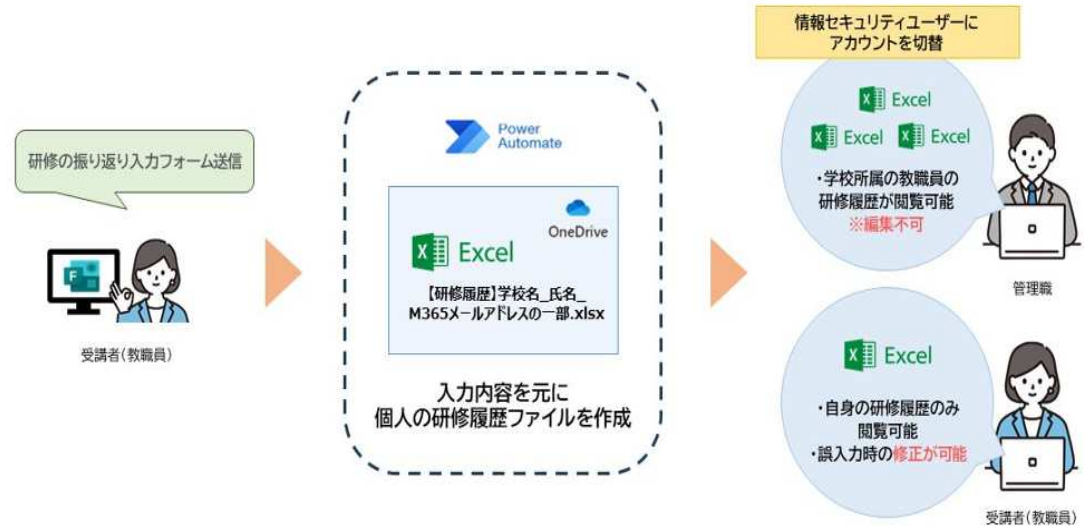 研修の振り返り入力フォーム送信
F
受講者(教職員)
Power
Automate
OneDrive
X
Excel
【研修履歴】学校名_氏名_
M365メールアドレスの一部.xlsx
入力内容を元に
個人の研修履歴ファイルを作成
情報セキュリティユーザーに
アカウントを切替
X Excel
X Excel X Excel
・学校所属の教職員の
研修履歴が閲覧可能
※編集不可
管理職
X Excel
・自身の研修履歴のみ
閲覧可能
・誤入力時の修正が可能
受講者(教職員)